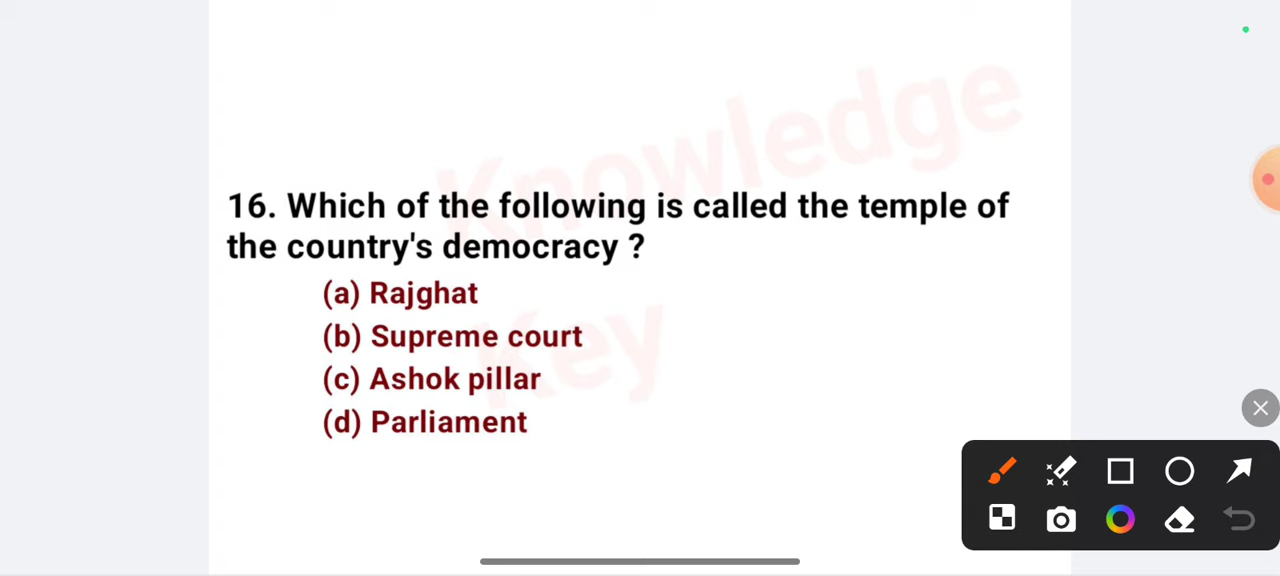 Knowledge
Key
16. Which of the following is called the temple of
the country's democracy ?
(a) Rajghat
(b) Supreme court
(c) Ashok pillar
(d) Parliament